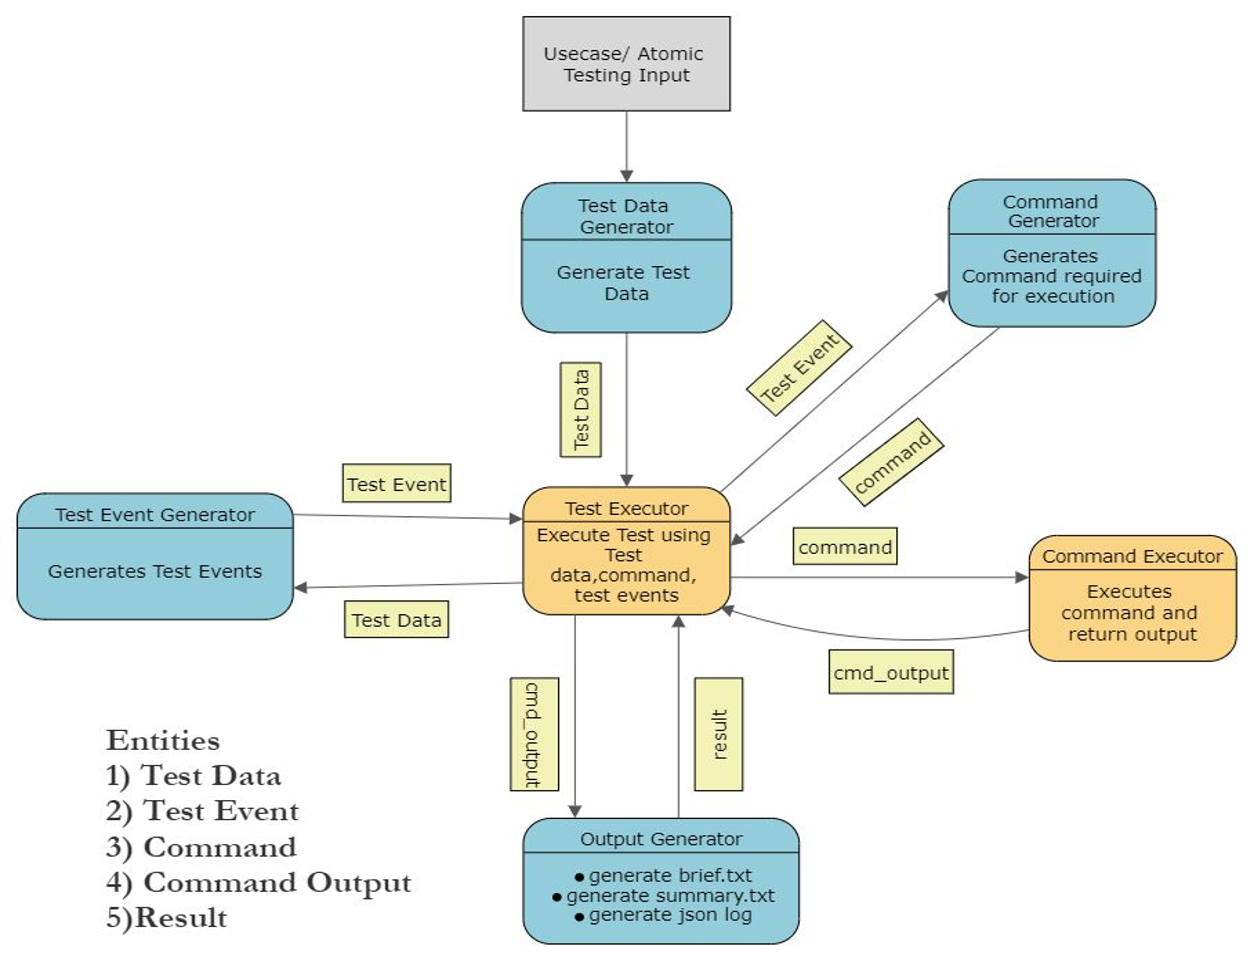 Usecase/ Atomic
Testing Input
Test Data
Generator
Generate Test
Data
Command
Generator
Generates
Command required
for execution
Test Event
Test Data
command
Test Event
Test Event Generator
Generates Test Events
Test Data
Test Executor
Execute Test using
Test
data,command,
test events
command
Command Executor
Executes
command and
return output
cmd_output
cmd_output
result
Output Generator
● generate brief.txt
● generate summary.txt
● generate json log
Entities
1) Test Data
2) Test Event
3) Command
4) Command Output
5)Result